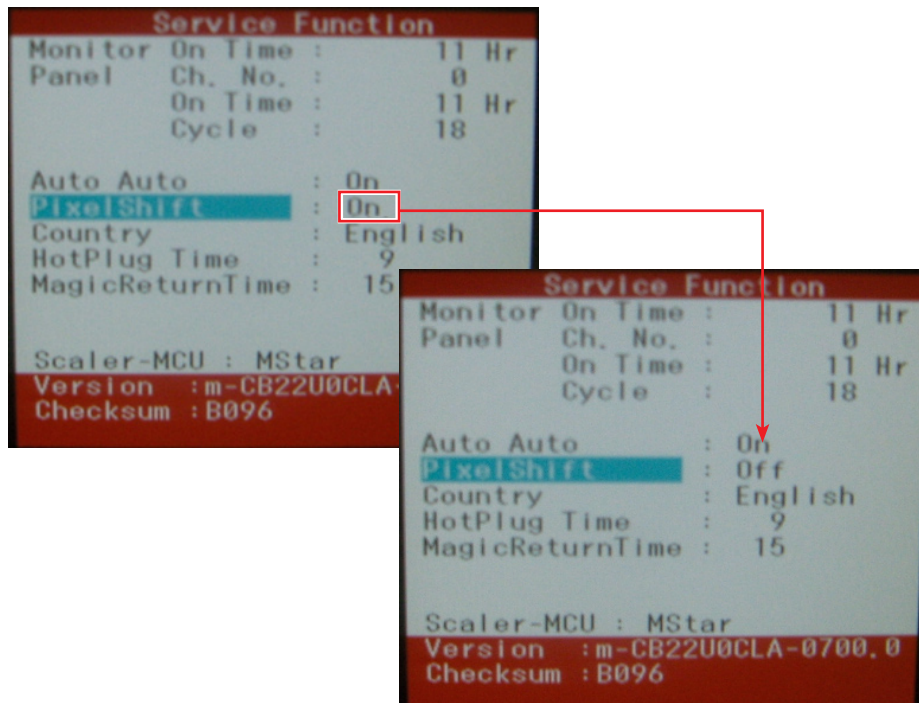 Service Function
Monitor On Time : 11 Hr
Panel Ch. No. : 0
On Time : 11 Hr
Cycle : 18
Auto Auto : On
PixelShift : On
Country : English
HotPlug Time : 9
MagicReturnTime : 15
Scaler-MCU : MStar
Version :m-CB22U0CLA-
Checksum :B096
Service Function
Monitor On Time : 11 Hr
Panel Ch. No. : 0
On Time : 11 Hr
Cycle : 18
Auto Auto : On
PixelShift : Off
Country : English
HotPlug Time : 9
MagicReturnTime : 15
Scaler-MCU : MStar
Version :m-CB22U0CLA-0700.0
Checksum :B096